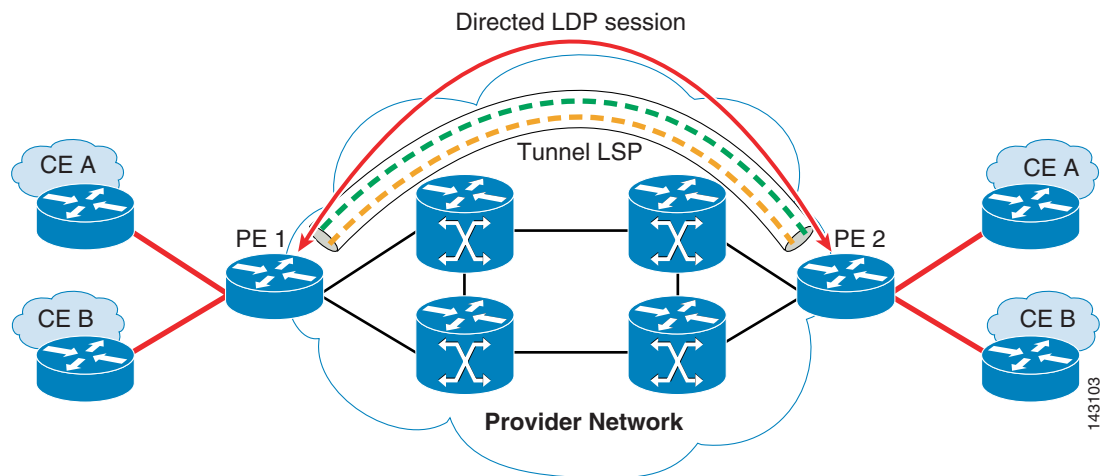 Directed LDP session
Tunnel LSP
CE A
CE A
PE 1
PE 2
CE B
CE B
Provider Network
143103